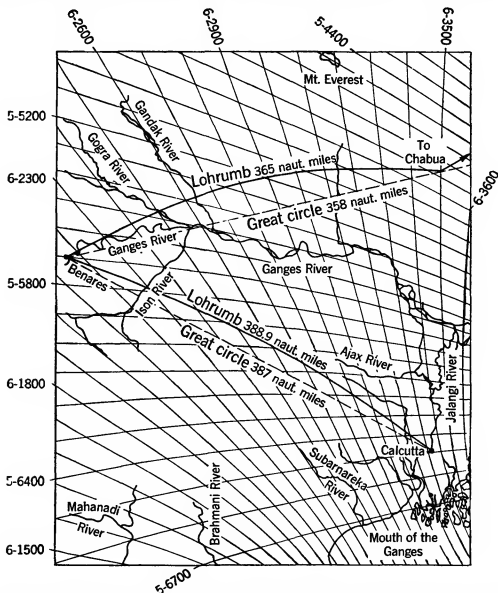 6-2600
6-2900
5-4400
6-3500
Mt. Everest
5-5200
Gandak River
Gogra River
To
Chabua
Lohrumb 365 naut. miles
6-2300
Great circle 358 naut. miles
6-3600
Ganges River
Ganges River
Benares
5-5800
Ison River
Lohrumb 388.9 naut. miles
Great circle 387 naut. miles
Ajax River
Jalangi River
6-1800
Calcutta
Subarnareka
River
5-6400
Mahanadi
River
Brahmani River
Mouth of the
Ganges
6-1500
5-6700